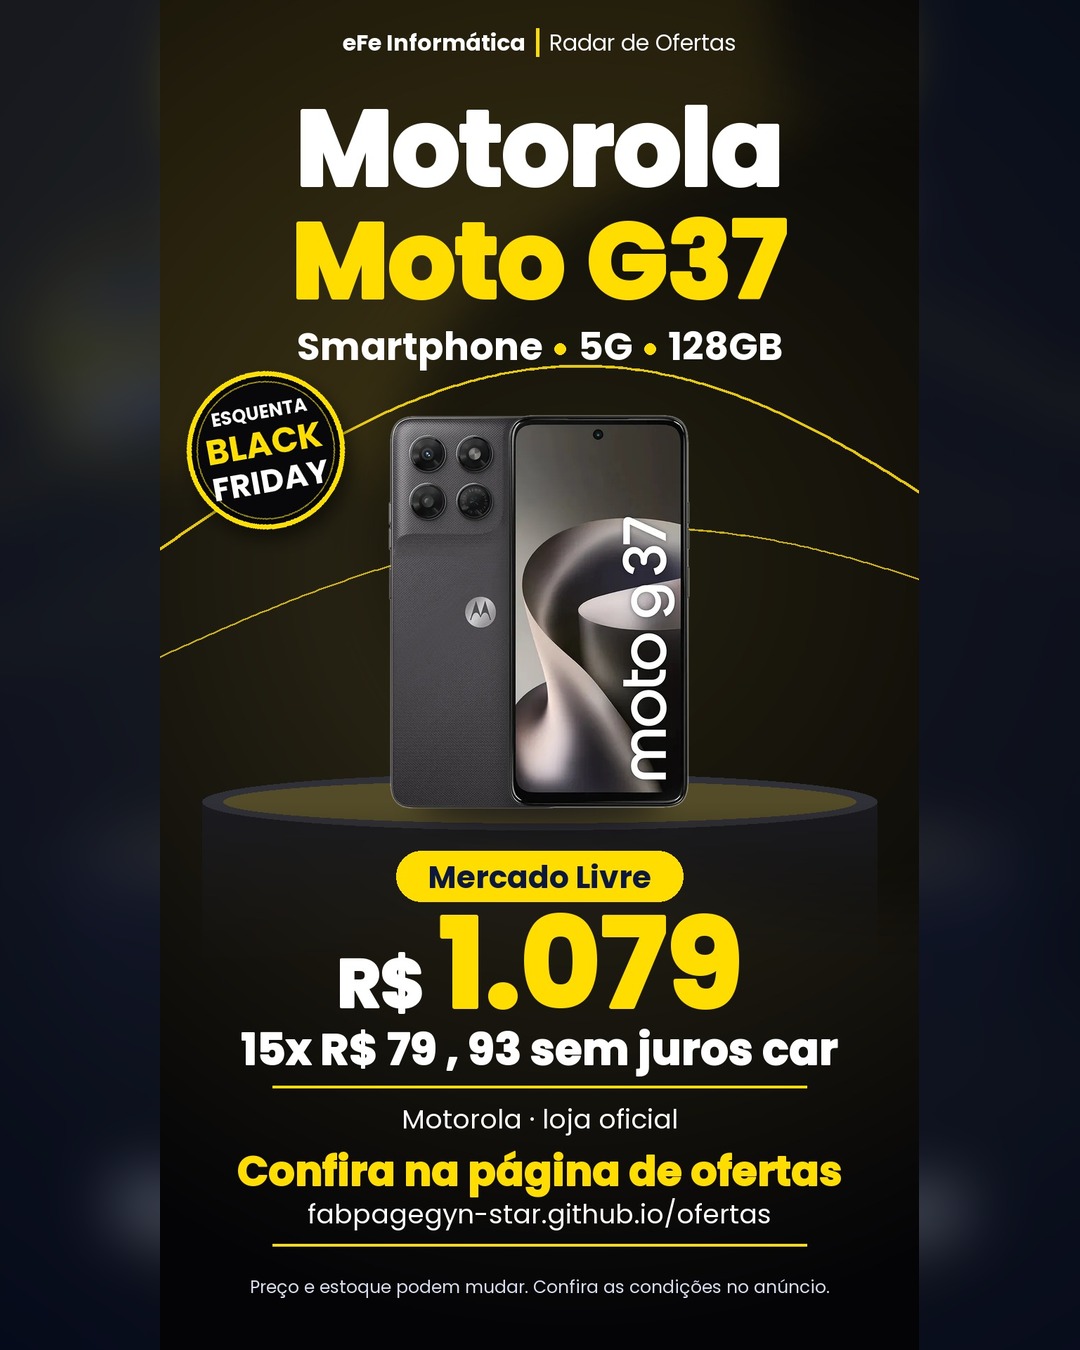 eFe Informática | Radar de Ofertas
Motorola
Moto G37
Smartphone • 5G • 128GB
ESQUENTA
BLACK
FRIDAY
moto g37
Mercado Livre
R$ 1.079
15x R$ 79 , 93 sem juros car
Motorola · loja oficial
Confira na página de ofertas
fabpagegyn-star.github.io/ofertas
Preço e estoque podem mudar. Confira as condições no anúncio.